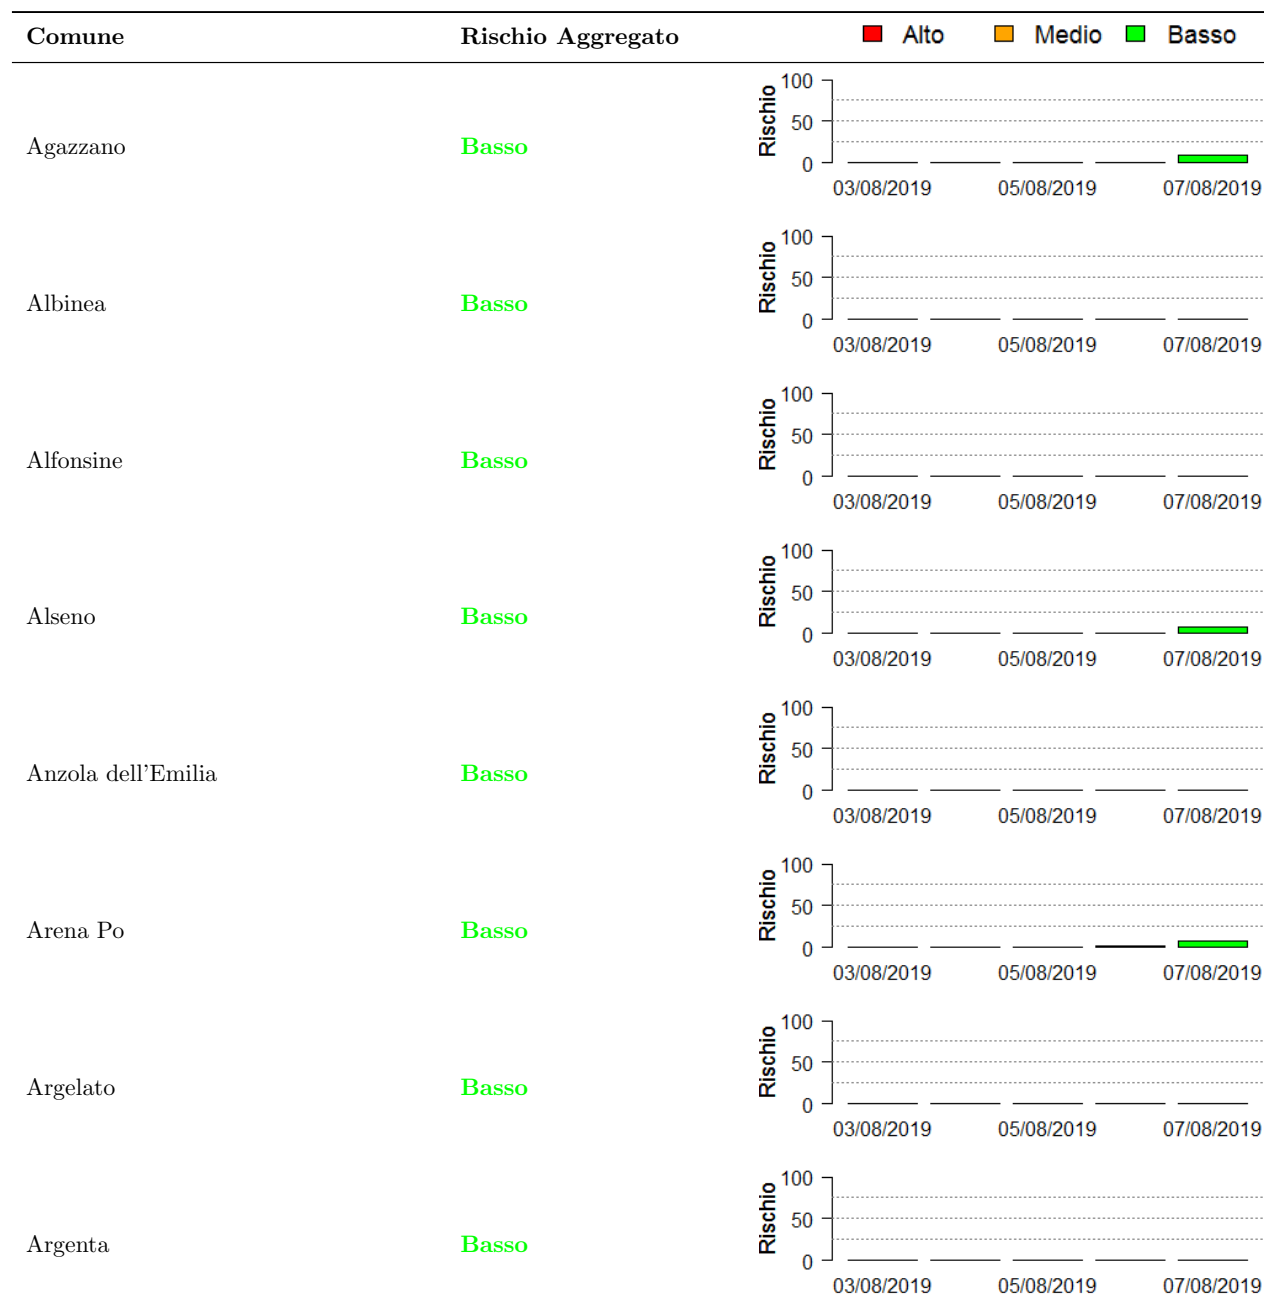 Comune Rischio Aggregato Alto Medio Basso
100
Rischio
50
Agazzano Basso
0
03/08/2019 05/08/2019 07/08/2019
100
Rischio
50
Albinea Basso
0
03/08/2019 05/08/2019 07/08/2019
100
Rischio
50
Alfonsine Basso
0
03/08/2019 05/08/2019 07/08/2019
100
Rischio
50
Alseno Basso
0
03/08/2019 05/08/2019 07/08/2019
100
Rischio
50
Anzola dell'Emilia Basso
0
03/08/2019 05/08/2019 07/08/2019
100
Rischio
50
Arena Po Basso
0
03/08/2019 05/08/2019 07/08/2019
100
Rischio
50
Argelato Basso
0
03/08/2019 05/08/2019 07/08/2019
100
Rischio
50
Argenta Basso
0
03/08/2019 05/08/2019 07/08/2019